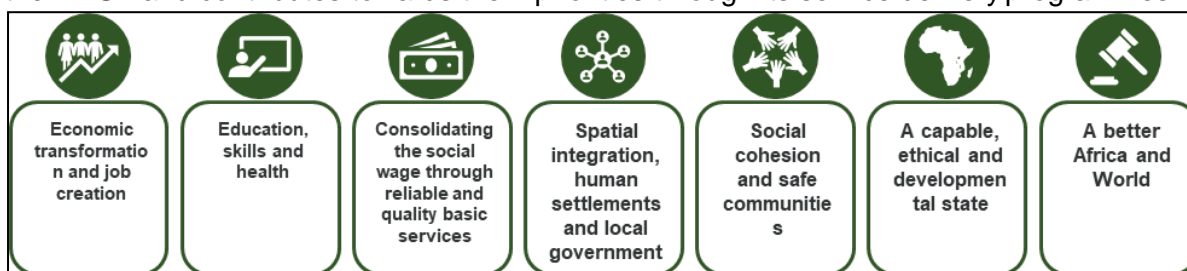 Economic
transformatio
n and job
creation
Education,
skills and
health
Consolidating
the social
wage through
reliable and
quality basic
services
Spatial
integration,
human
settlements
and local
government
Social
cohesion
and safe
communitie
s
A capable,
ethical and
developmen
tal state
A better
Africa and
World